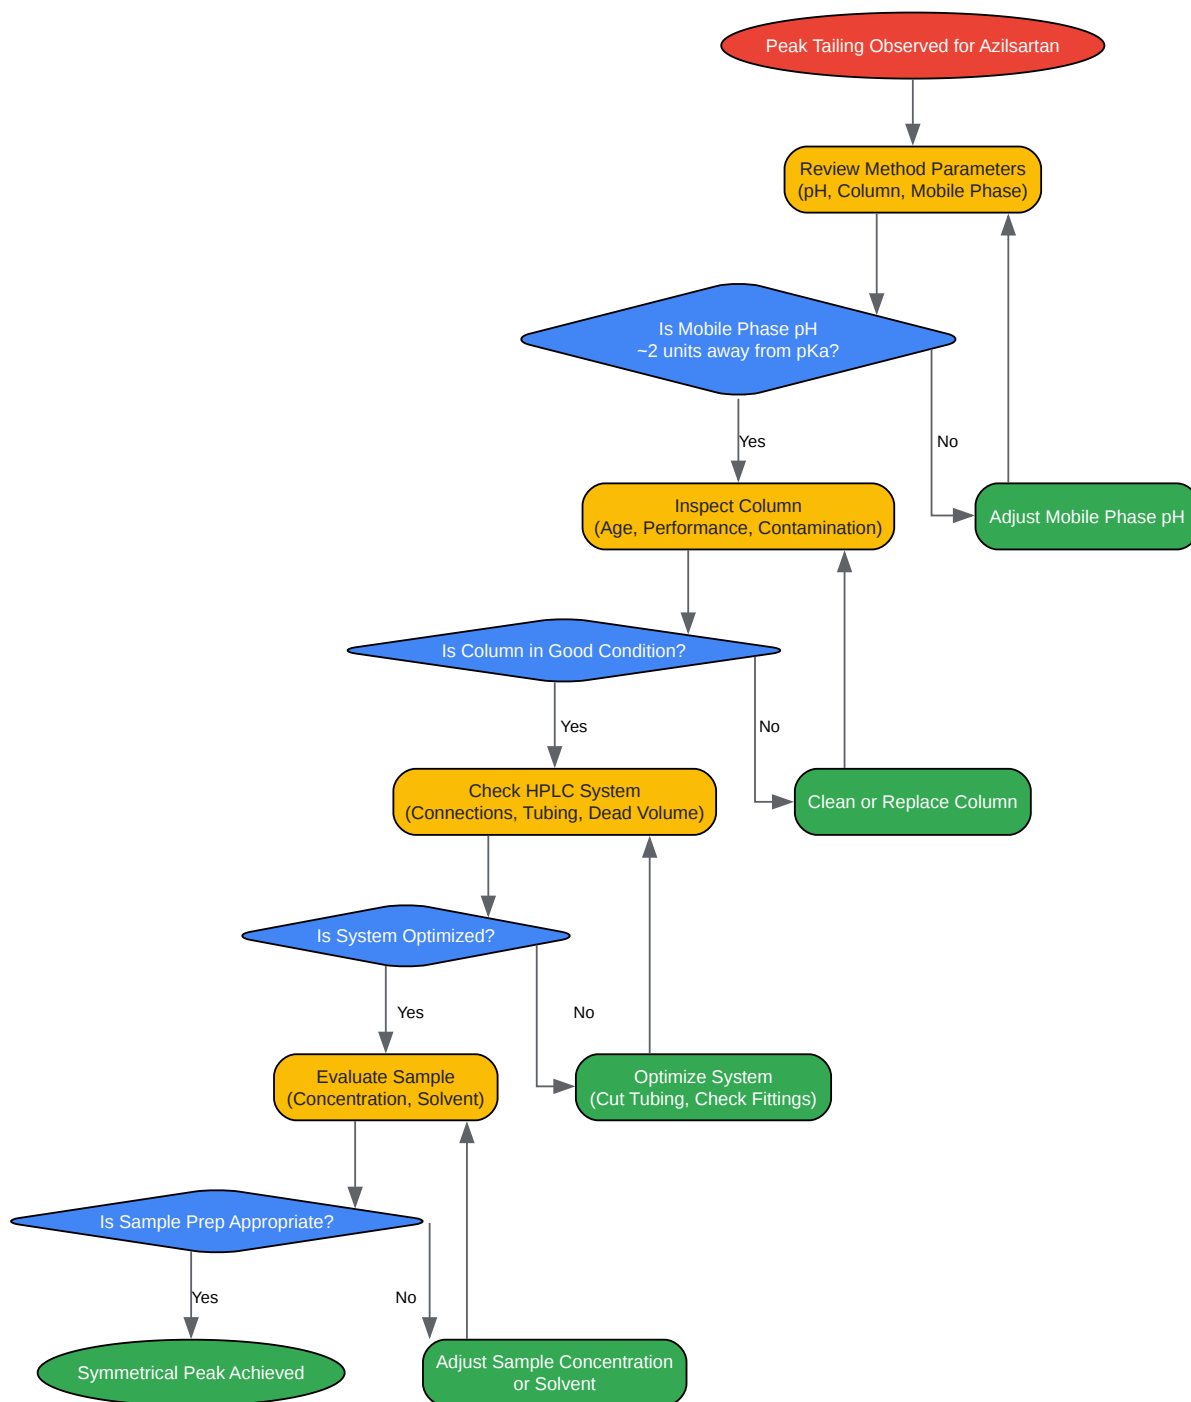 Peak Tailing Observed for Azilsartan
Review Method Parameters
(pH, Column, Mobile Phase)
Is Mobile Phase pH
~2 units away from pKa?
Yes
No
Inspect Column
(Age, Performance, Contamination)
Adjust Mobile Phase pH
Is Column in Good Condition?
Yes
No
Check HPLC System
(Connections, Tubing, Dead Volume)
Clean or Replace Column
Is System Optimized?
Yes
No
Evaluate Sample
(Concentration, Solvent)
Optimize System
(Cut Tubing, Check Fittings)
Is Sample Prep Appropriate?
Yes
No
Symmetrical Peak Achieved
Adjust Sample Concentration
or Solvent